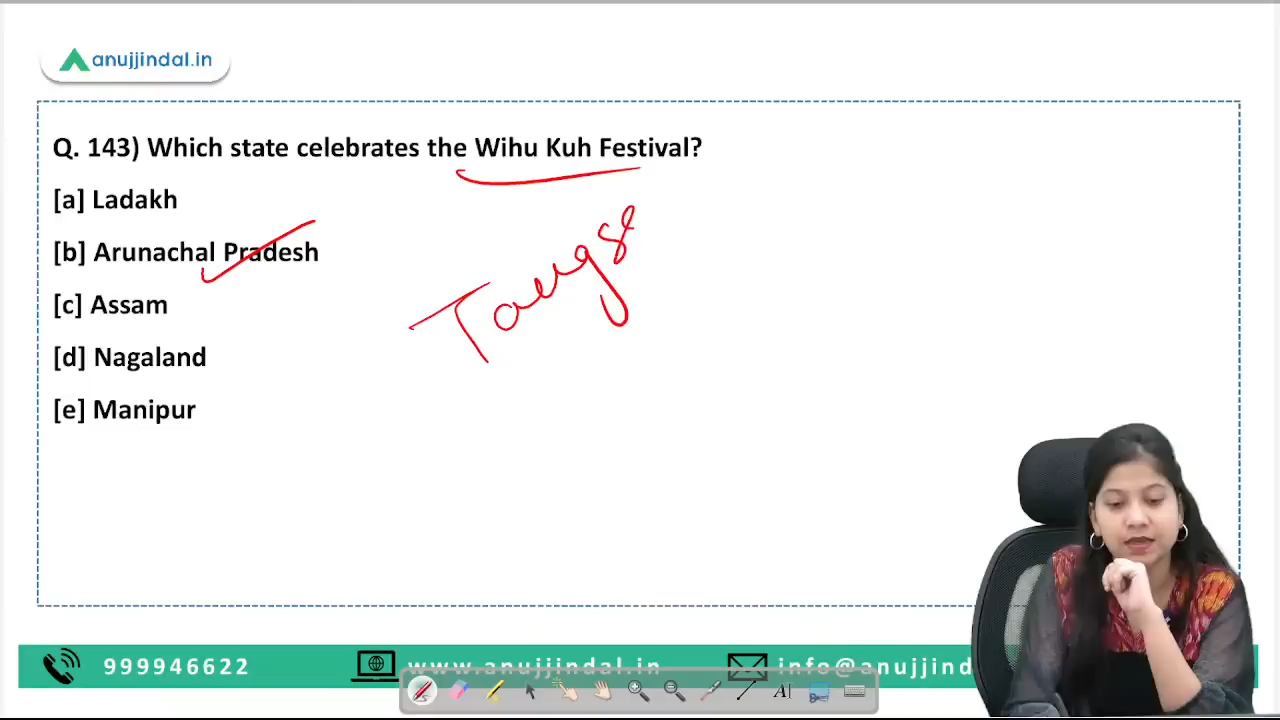 anujjindal.in
Q. 143) Which state celebrates the Wihu Kuh Festival?
[a] Ladakh
[b] Arunachal Pradesh
[c] Assam
[d] Nagaland
[e] Manipur
Tangs
999946622
www.anujjindal.in
info@anujjind
A